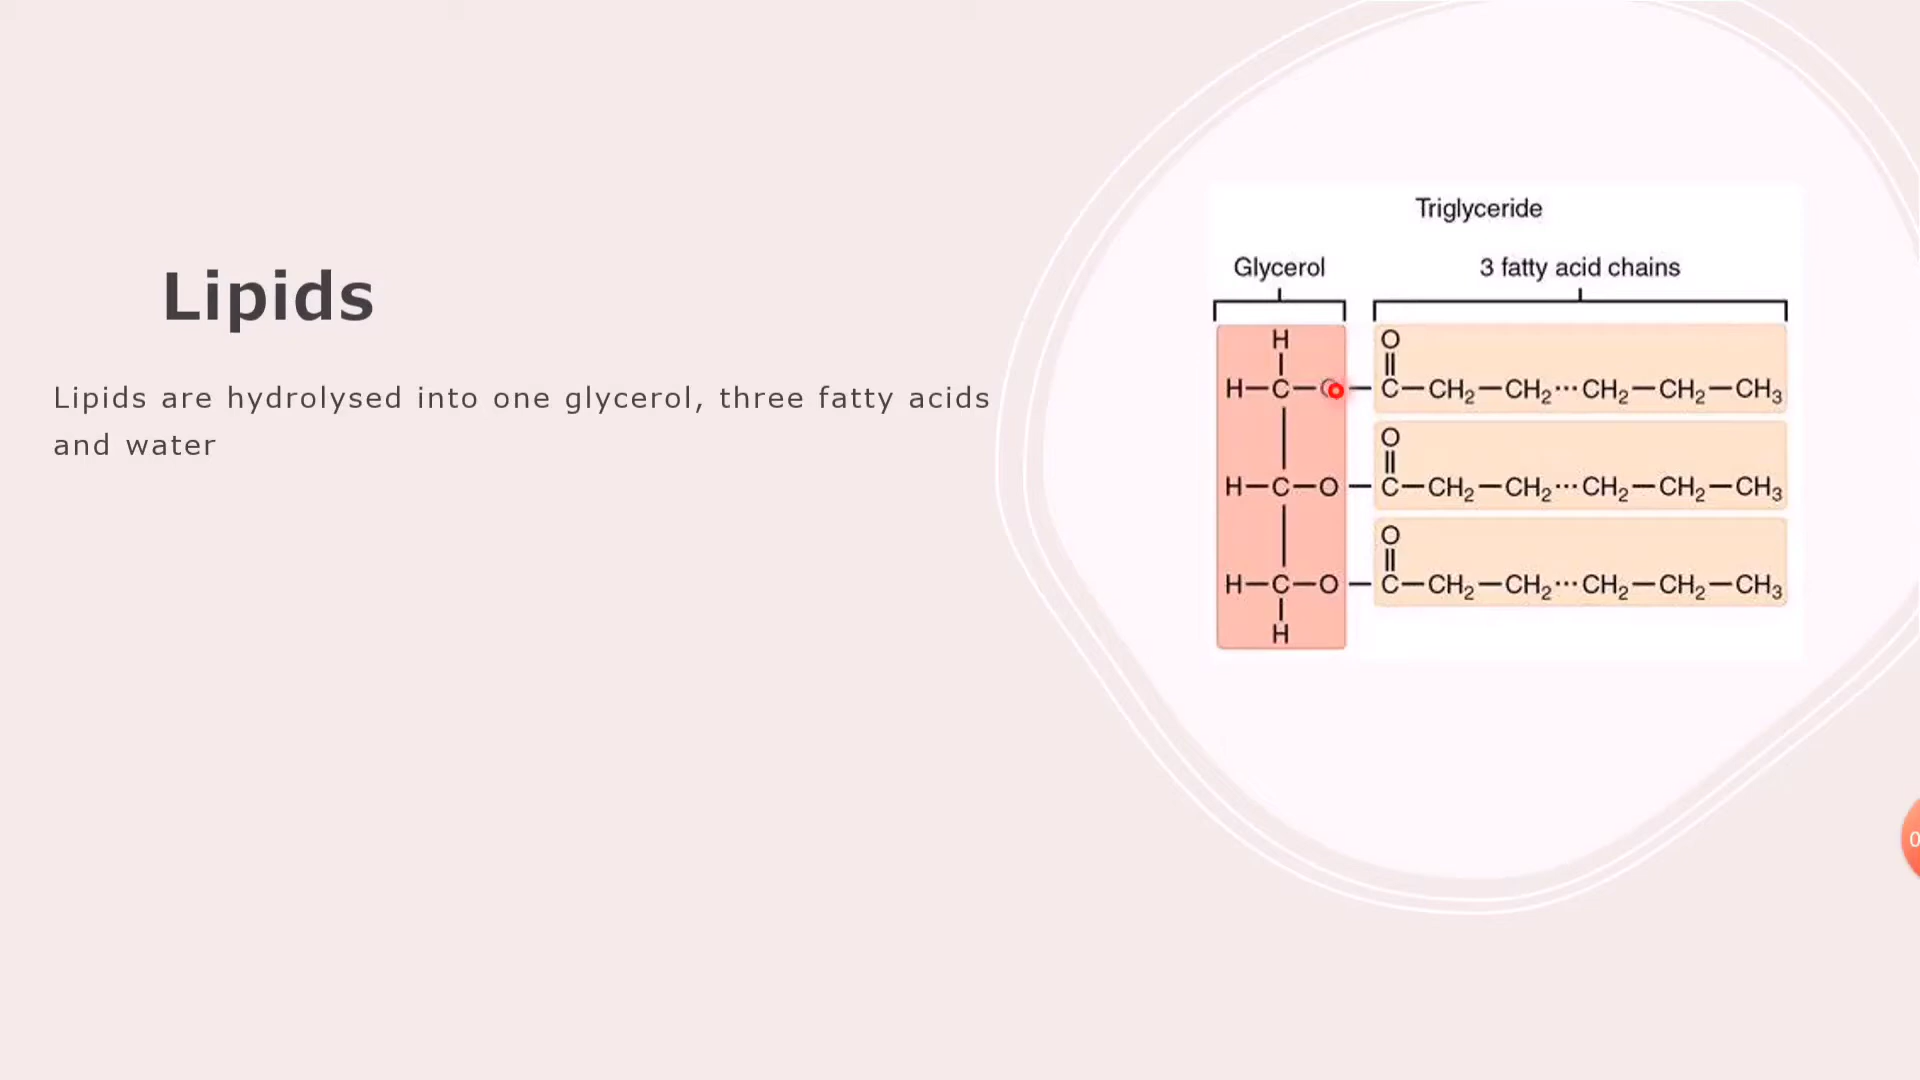 Lipids
Lipids are hydrolysed into one glycerol, three fatty acids
and water
Triglyceride
Glycerol 3 fatty acid chains
H O
H—C— —C—CH₂—CH₂···CH₂—CH₂—CH₃
O
H—C—O—C—CH₂—CH₂···CH₂—CH₂—CH₃
O
H—C—O—C—CH₂—CH₂···CH₂—CH₂—CH₃
H